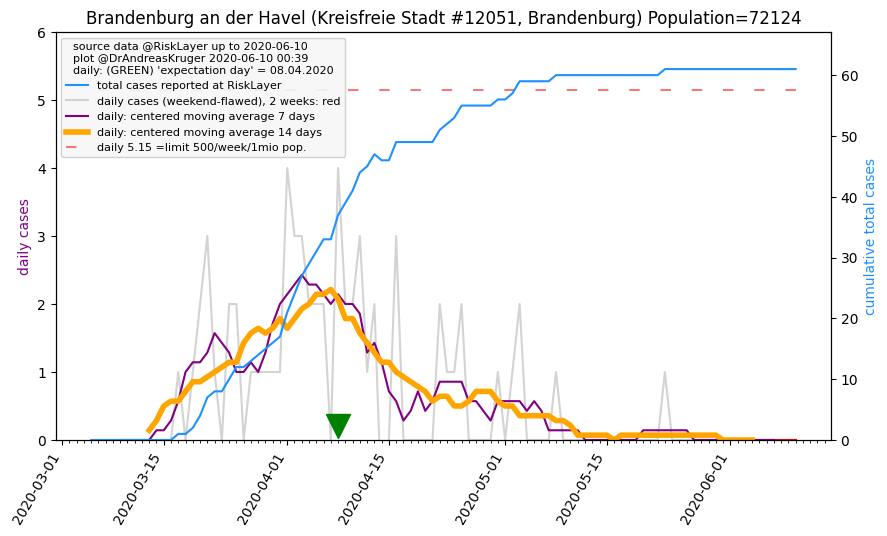 Brandenburg an der Havel (Kreisfreie Stadt #12051, Brandenburg) Population=72124
source data @RiskLayer up to 2020-06-10
plot @DrAndreasKruger 2020-06-10 00:39
daily: (GREEN) 'expectation day' = 08.04.2020
total cases reported at RiskLayer
daily cases (weekend-flawed), 2 weeks: red
daily: centered moving average 7 days
daily: centered moving average 14 days
daily 5.15 =limit 500/week/1mio pop.
daily cases
6
5
4
3
2
1
0
cumulative total cases
60
50
40
30
20
10
0
2020-03-01
2020-03-15
2020-04-01
2020-04-15
2020-05-01
2020-05-15
2020-06-01